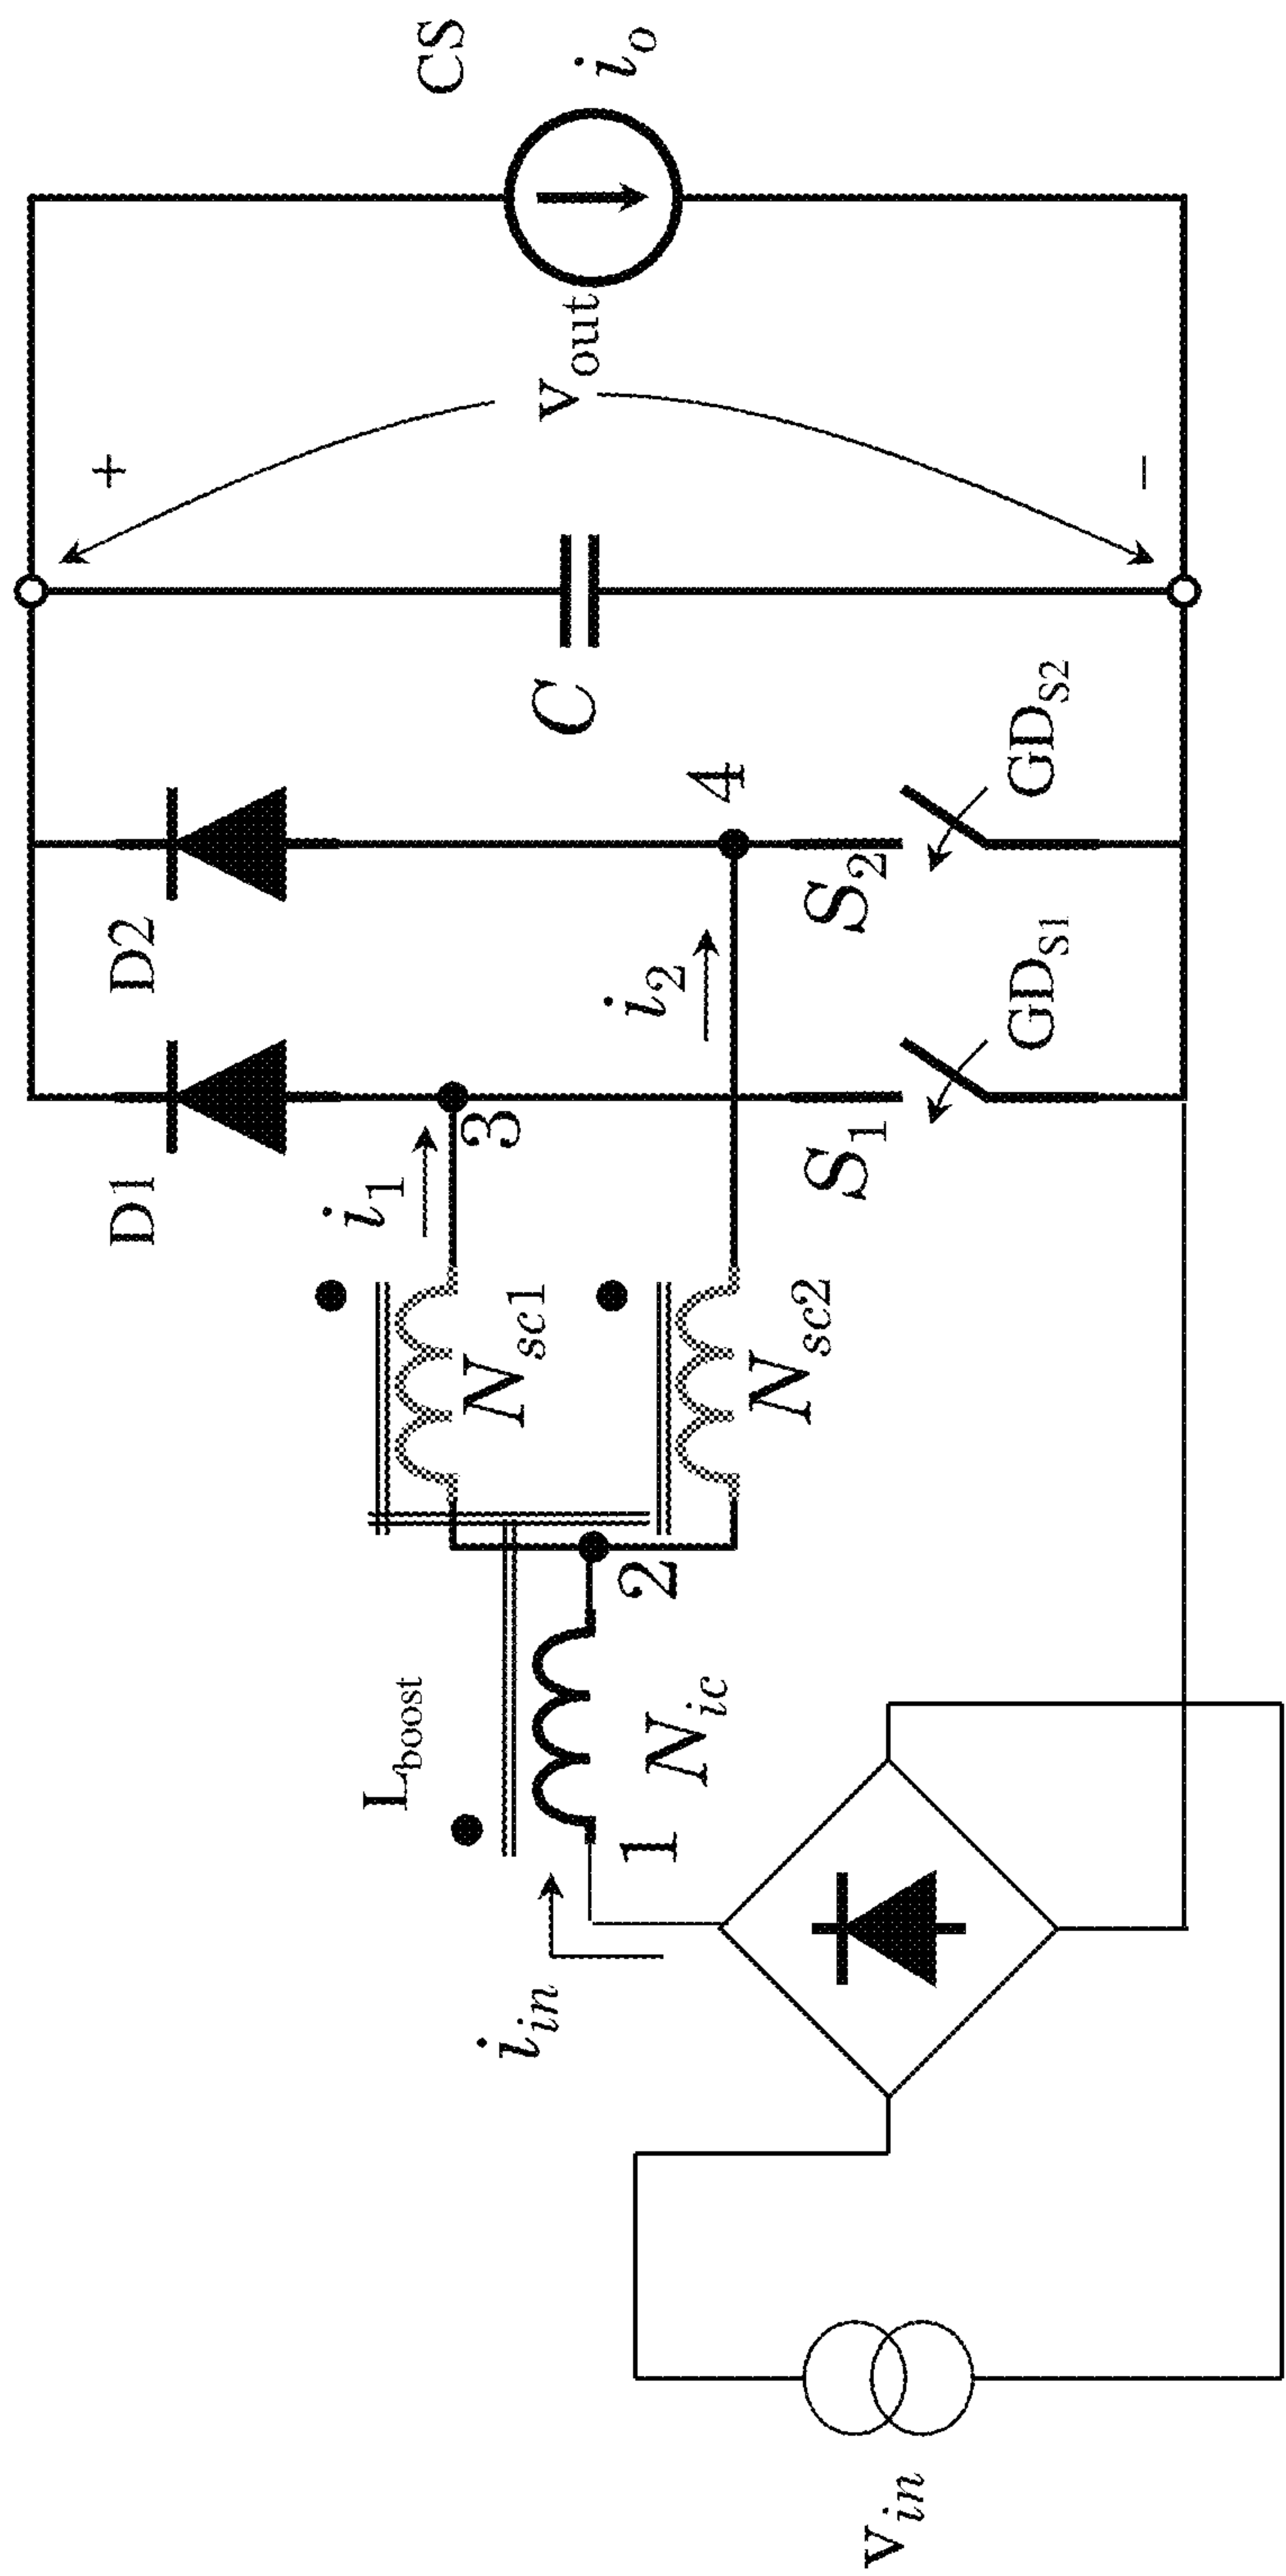 v_in
i_in
L_boost
1
N_ic
2
N_sc1
N_sc2
i_1
3
i_2
4
D1
D2
S_1
GD_S1
S_2
GD_S2
C
+
v_out
−
CS
i_o